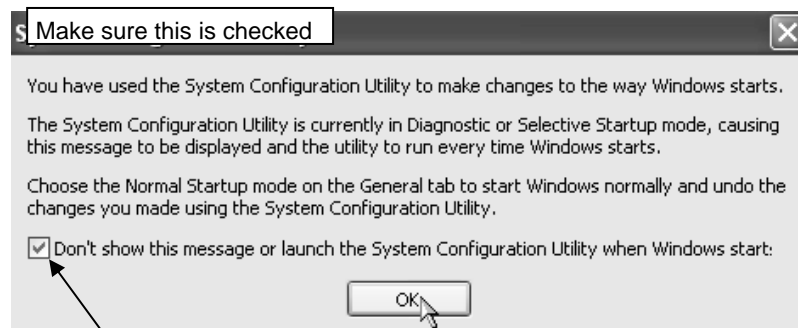 Make sure this is checked
You have used the System Configuration Utility to make changes to the way Windows starts.
The System Configuration Utility is currently in Diagnostic or Selective Startup mode, causing
this message to be displayed and the utility to run every time Windows starts.
Choose the Normal Startup mode on the General tab to start Windows normally and undo the
changes you made using the System Configuration Utility.
Don't show this message or launch the System Configuration Utility when Windows start:
OK